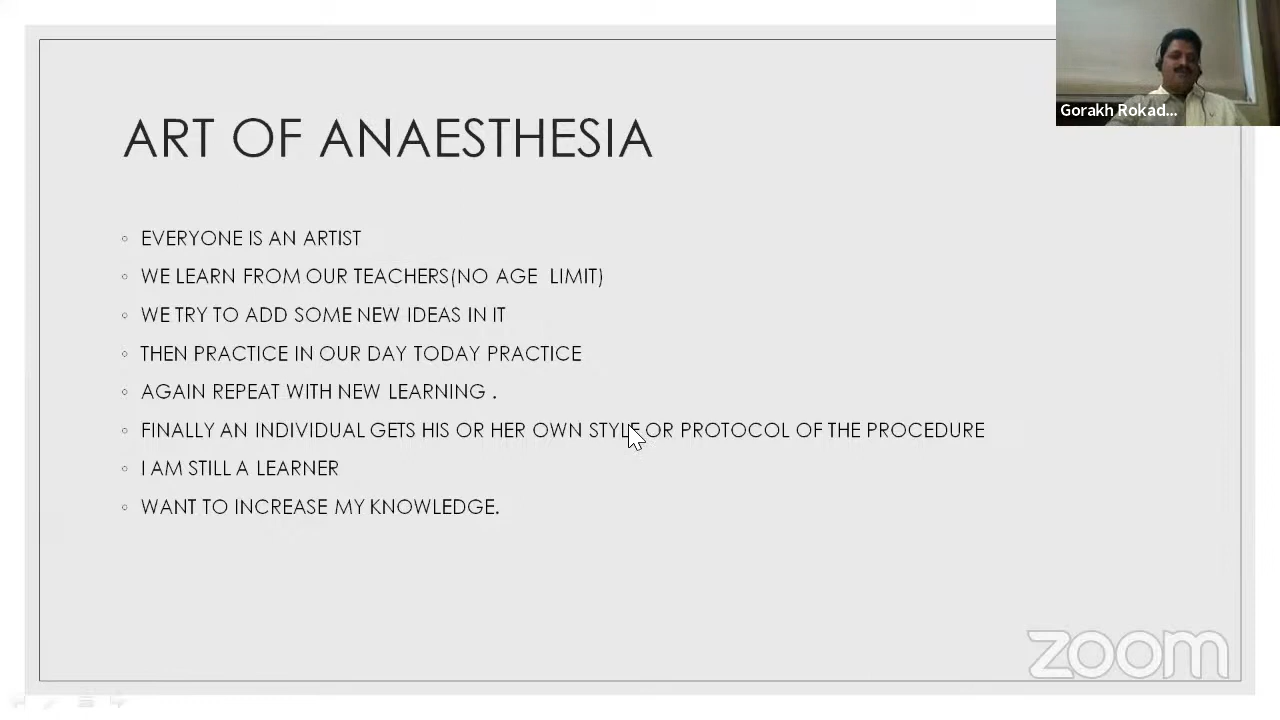 Gorakh Rokad...
ART OF ANAESTHESIA
◦ EVERYONE IS AN ARTIST
◦ WE LEARN FROM OUR TEACHERS(NO AGE LIMIT)
◦ WE TRY TO ADD SOME NEW IDEAS IN IT
◦ THEN PRACTICE IN OUR DAY TODAY PRACTICE
◦ AGAIN REPEAT WITH NEW LEARNING .
◦ FINALLY AN INDIVIDUAL GETS HIS OR HER OWN STYLE OR PROTOCOL OF THE PROCEDURE
◦ I AM STILL A LEARNER
◦ WANT TO INCREASE MY KNOWLEDGE.
zoom